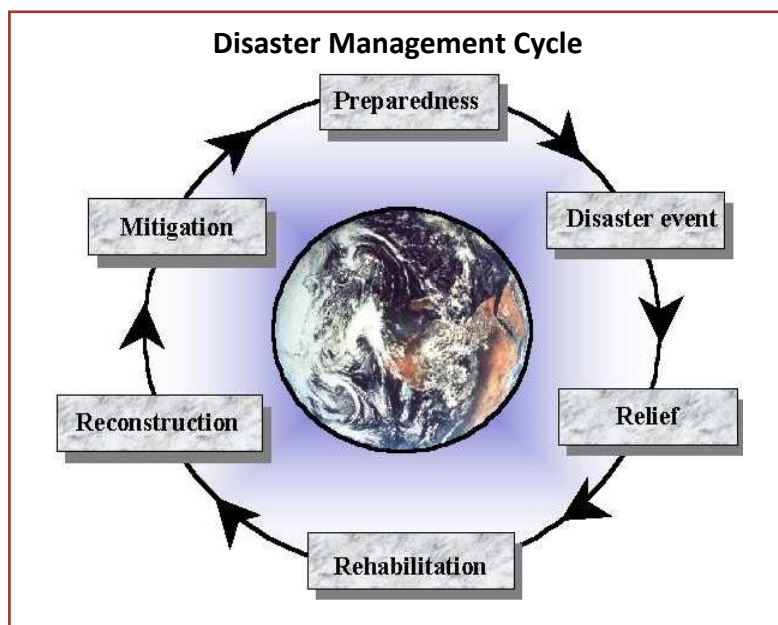 Disaster Management Cycle
Preparedness
Disaster event
Relief
Rehabilitation
Reconstruction
Mitigation